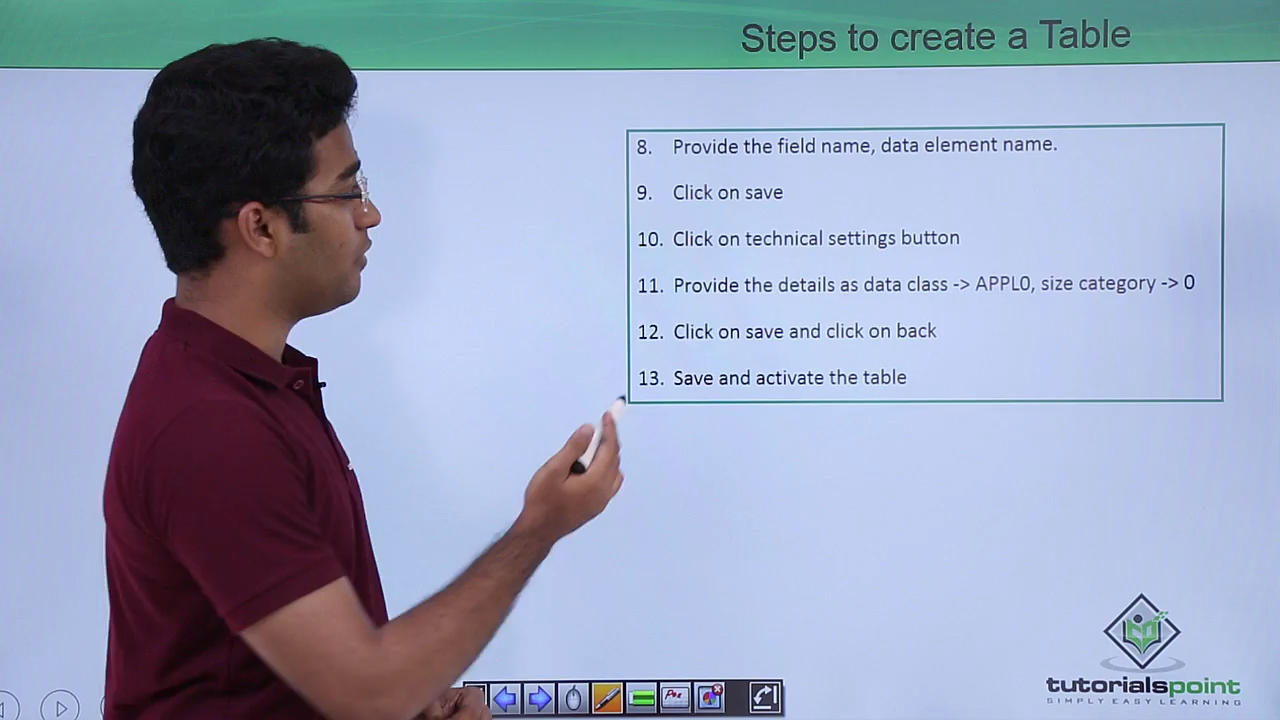 Steps to create a Table
8. Provide the field name, data element name.
9. Click on save
10. Click on technical settings button
11. Provide the details as data class -> APPL0, size category -> 0
12. Click on save and click on back
13. Save and activate the table
tutorialspoint
SIMPLY EASY LEARNING